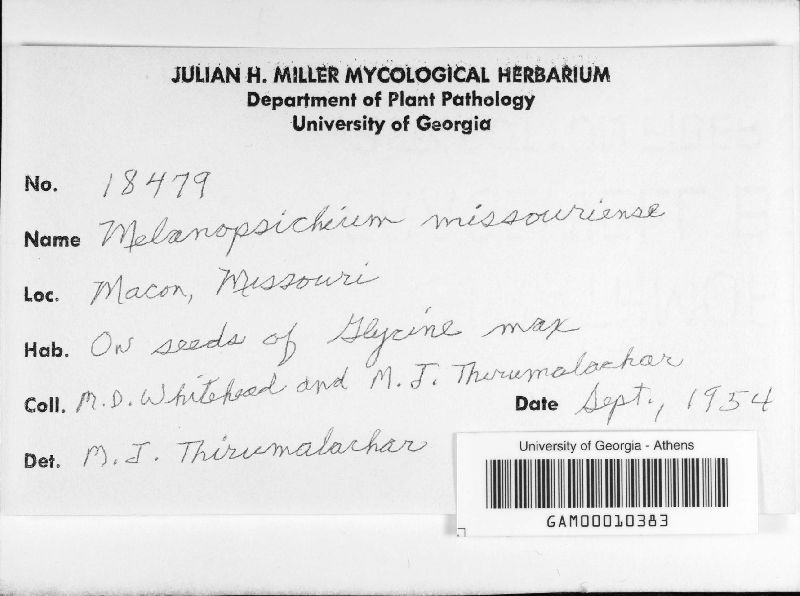 JULIAN H. MILLER MYCOLOGICAL HERBARIUM
Department of Plant Pathology
University of Georgia
No. 18479
Name Melanopsichium missouriense
Loc. Macon, Missouri
Hab. On seeds of Glycine max
Coll. M.D. Whitehead and M. J. Thirumalachar
Date Sept., 1954
Det. M. J. Thirumalachar
University of Georgia - Athens
GAM00010383